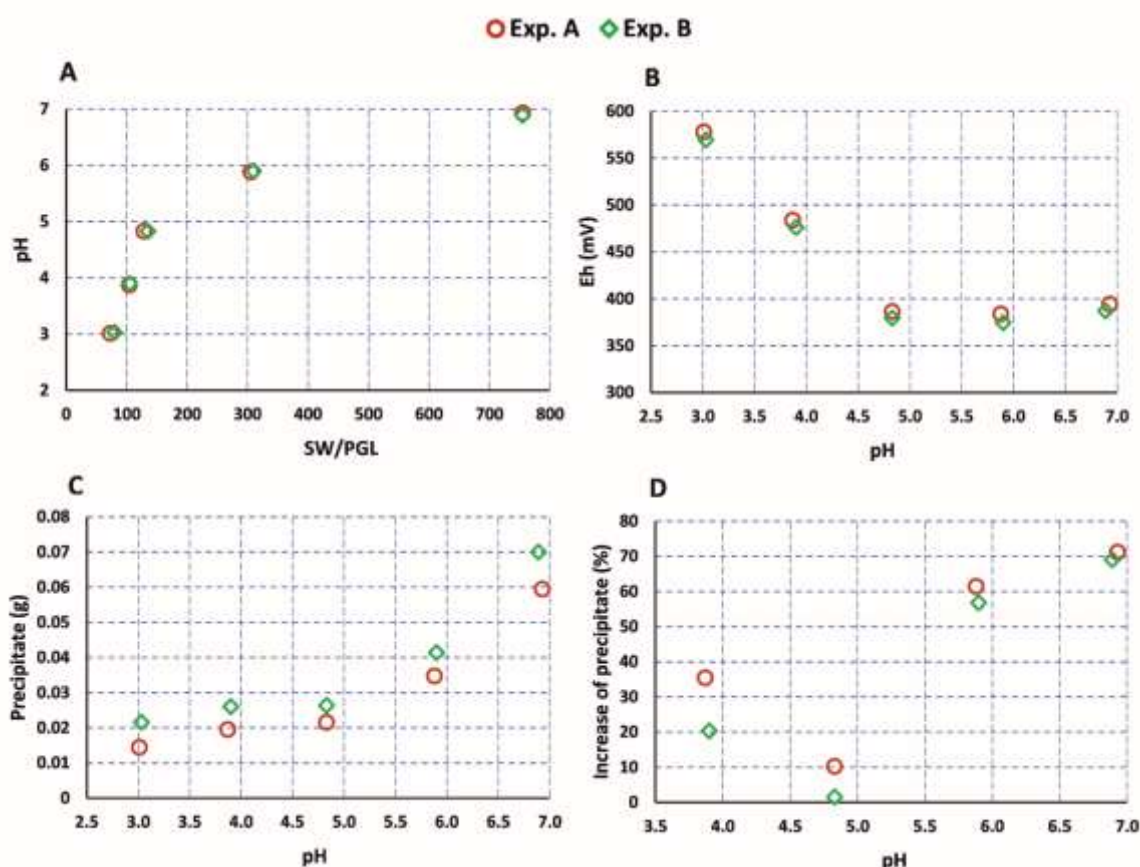 Exp. A Exp. B
A
7
6
5
4
3
2
pH
0 100 200 300 400 500 600 700 800
SW/PGL
B
600
550
500
450
400
350
300
Eh (mV)
2.5 3.0 3.5 4.0 4.5 5.0 5.5 6.0 6.5 7.0
pH
C
0.08
0.07
0.06
0.05
0.04
0.03
0.02
0.01
0
Precipitate (g)
2.5 3.0 3.5 4.0 4.5 5.0 5.5 6.0 6.5 7.0
pH
D
80
70
60
50
40
30
20
10
0
Increase of precipitate (%)
3.5 4.0 4.5 5.0 5.5 6.0 6.5 7.0
pH